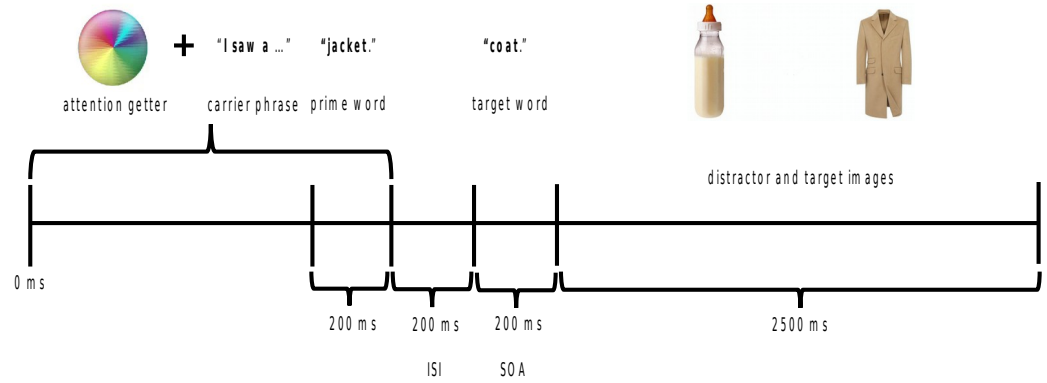 + "I saw a ..." "jacket." "coat."
attention getter carrier phrase prime word target word
distractor and target images
0 ms
200 ms 200 ms 200 ms 2500 ms
ISI SOA